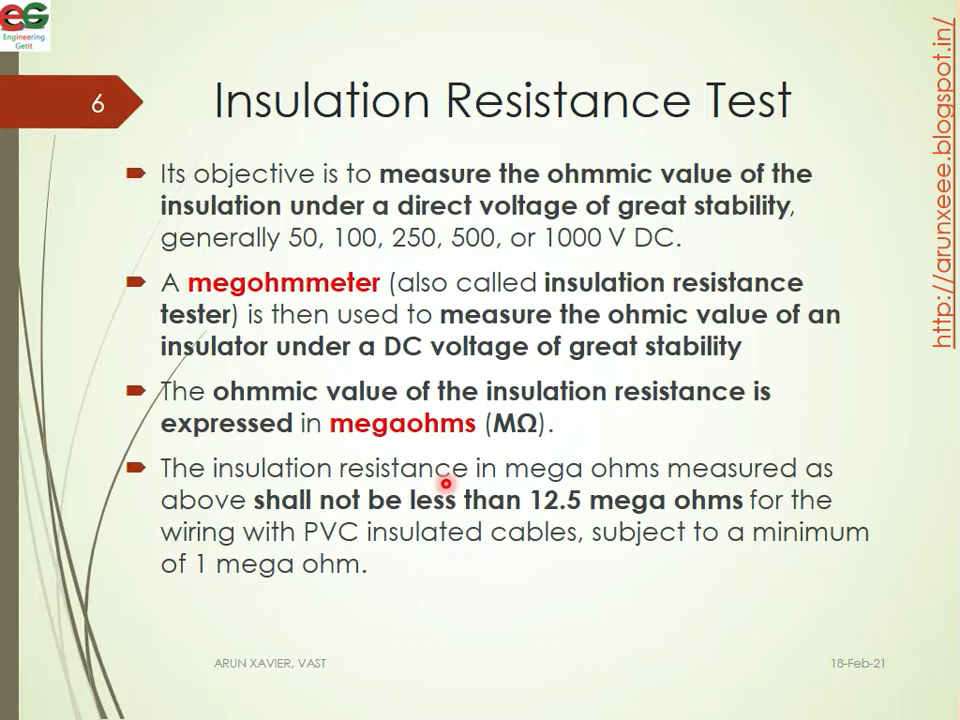 EG
Engineering
Getit
http://arunxeee.blogspot.in/
6
Insulation Resistance Test
Its objective is to measure the ohmmic value of the
insulation under a direct voltage of great stability,
generally 50, 100, 250, 500, or 1000 V DC.
A megohmmeter (also called insulation resistance
tester) is then used to measure the ohmic value of an
insulator under a DC voltage of great stability
The ohmmic value of the insulation resistance is
expressed in megaohms (MΩ).
The insulation resistance in mega ohms measured as
above shall not be less than 12.5 mega ohms for the
wiring with PVC insulated cables, subject to a minimum
of 1 mega ohm.
ARUN XAVIER, VAST
18-Feb-21